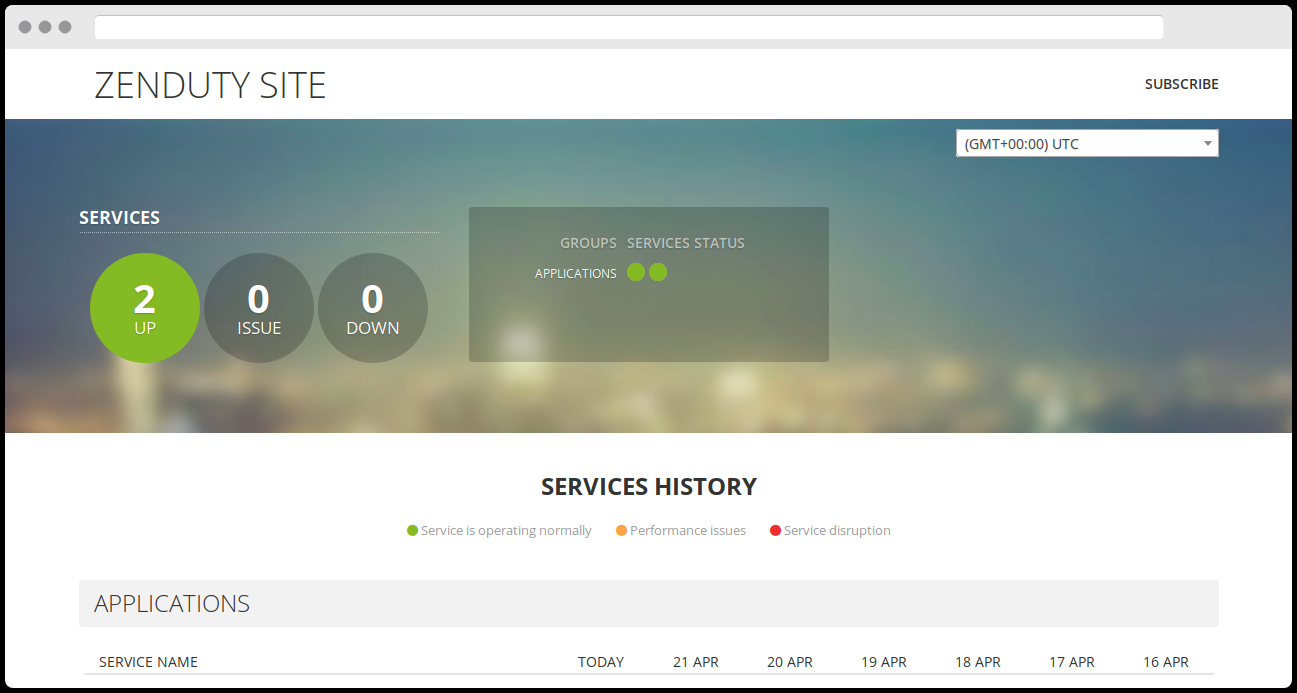 ZENDUTY SITE
SUBSCRIBE
(GMT+00:00) UTC
SERVICES
2 UP
0 ISSUE
0 DOWN
GROUPS SERVICES STATUS
APPLICATIONS
SERVICES HISTORY
Service is operating normally Performance issues Service disruption
APPLICATIONS
SERVICE NAME TODAY 21 APR 20 APR 19 APR 18 APR 17 APR 16 APR